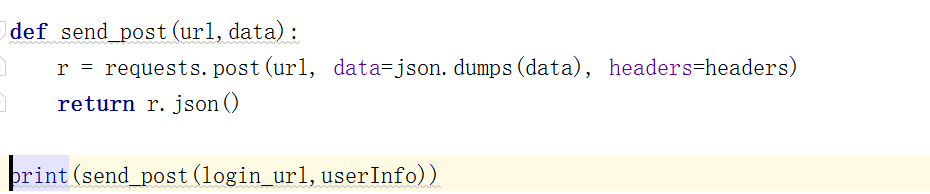 def send_post(url,data):
    r = requests.post(url, data=json.dumps(data), headers=headers)
    return r.json()
print(send_post(login_url,userInfo))